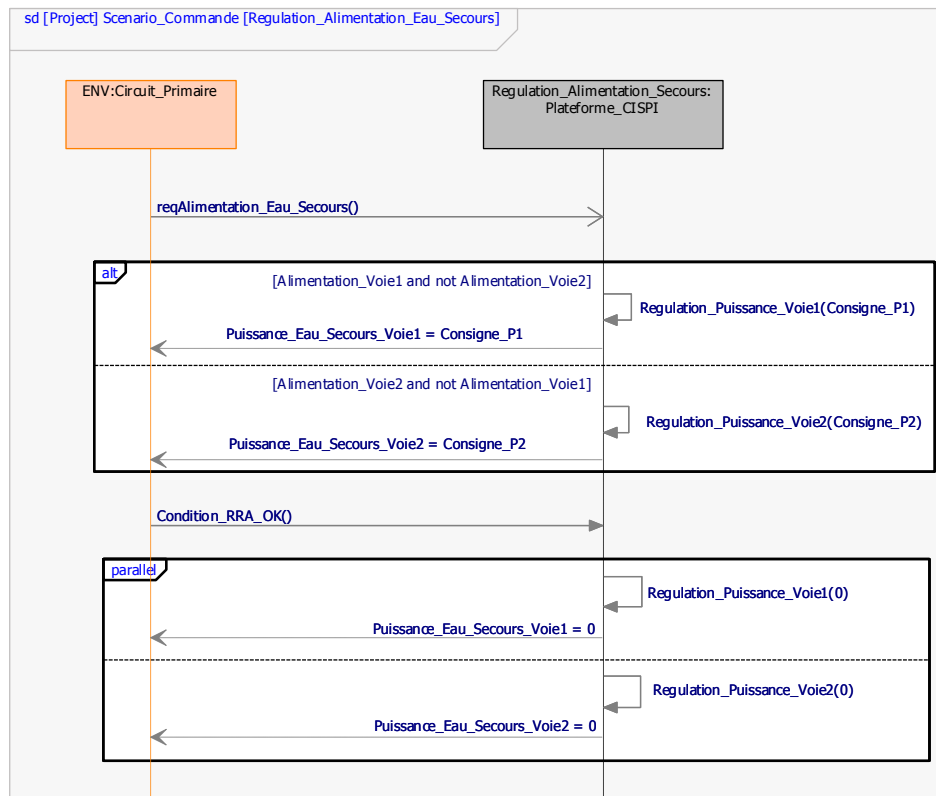 sd [Project] Scenario_Commande [Regulation_Alimentation_Eau_Secours]
ENV:Circuit_Primaire
Regulation_Alimentation_Secours:
Plateforme_CISPI
reqAlimentation_Eau_Secours()
alt
[Alimentation_Voie1 and not Alimentation_Voie2]
Regulation_Puissance_Voie1(Consigne_P1)
Puissance_Eau_Secours_Voie1 = Consigne_P1
[Alimentation_Voie2 and not Alimentation_Voie1]
Regulation_Puissance_Voie2(Consigne_P2)
Puissance_Eau_Secours_Voie2 = Consigne_P2
Condition_RRA_OK()
parallel
Regulation_Puissance_Voie1(0)
Puissance_Eau_Secours_Voie1 = 0
Regulation_Puissance_Voie2(0)
Puissance_Eau_Secours_Voie2 = 0